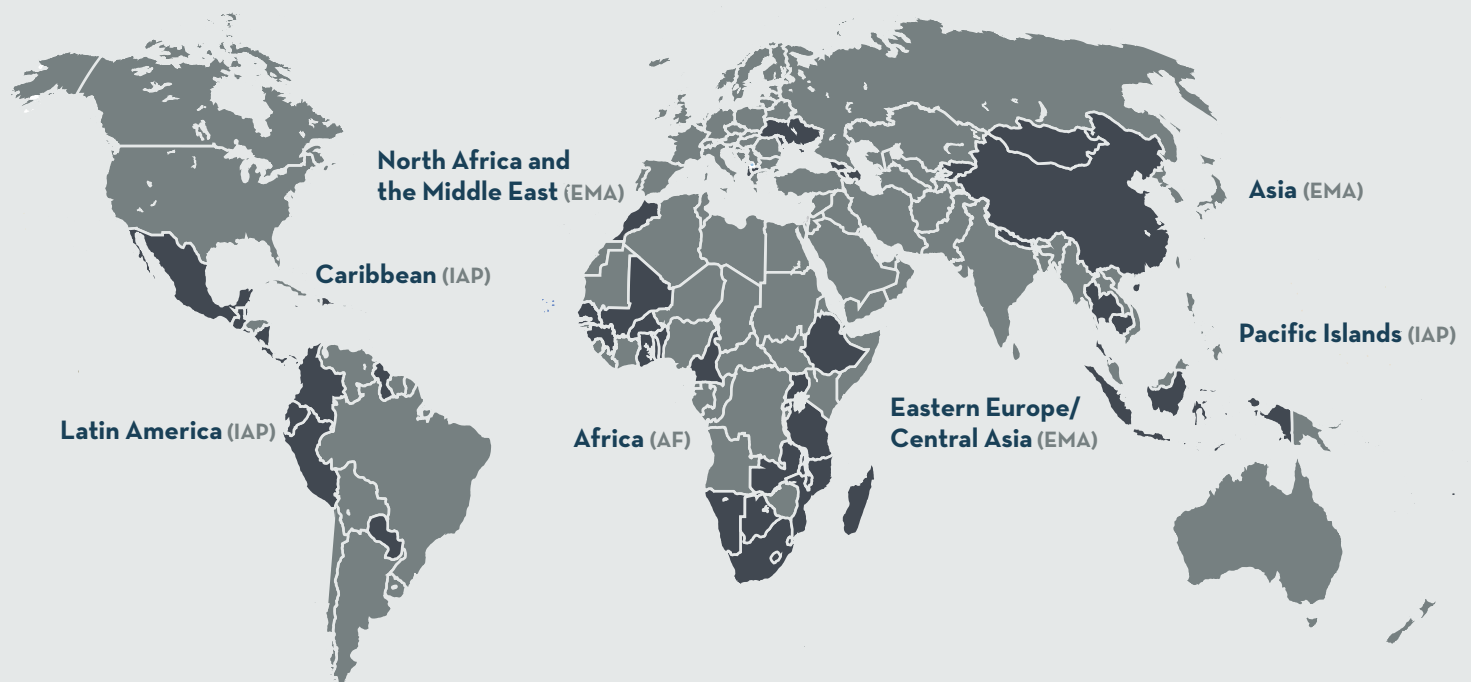 North Africa and
the Middle East (EMA)
Asia (EMA)
Caribbean (IAP)
Pacific Islands (IAP)
Latin America (IAP)
Africa (AF)
Eastern Europe/
Central Asia (EMA)